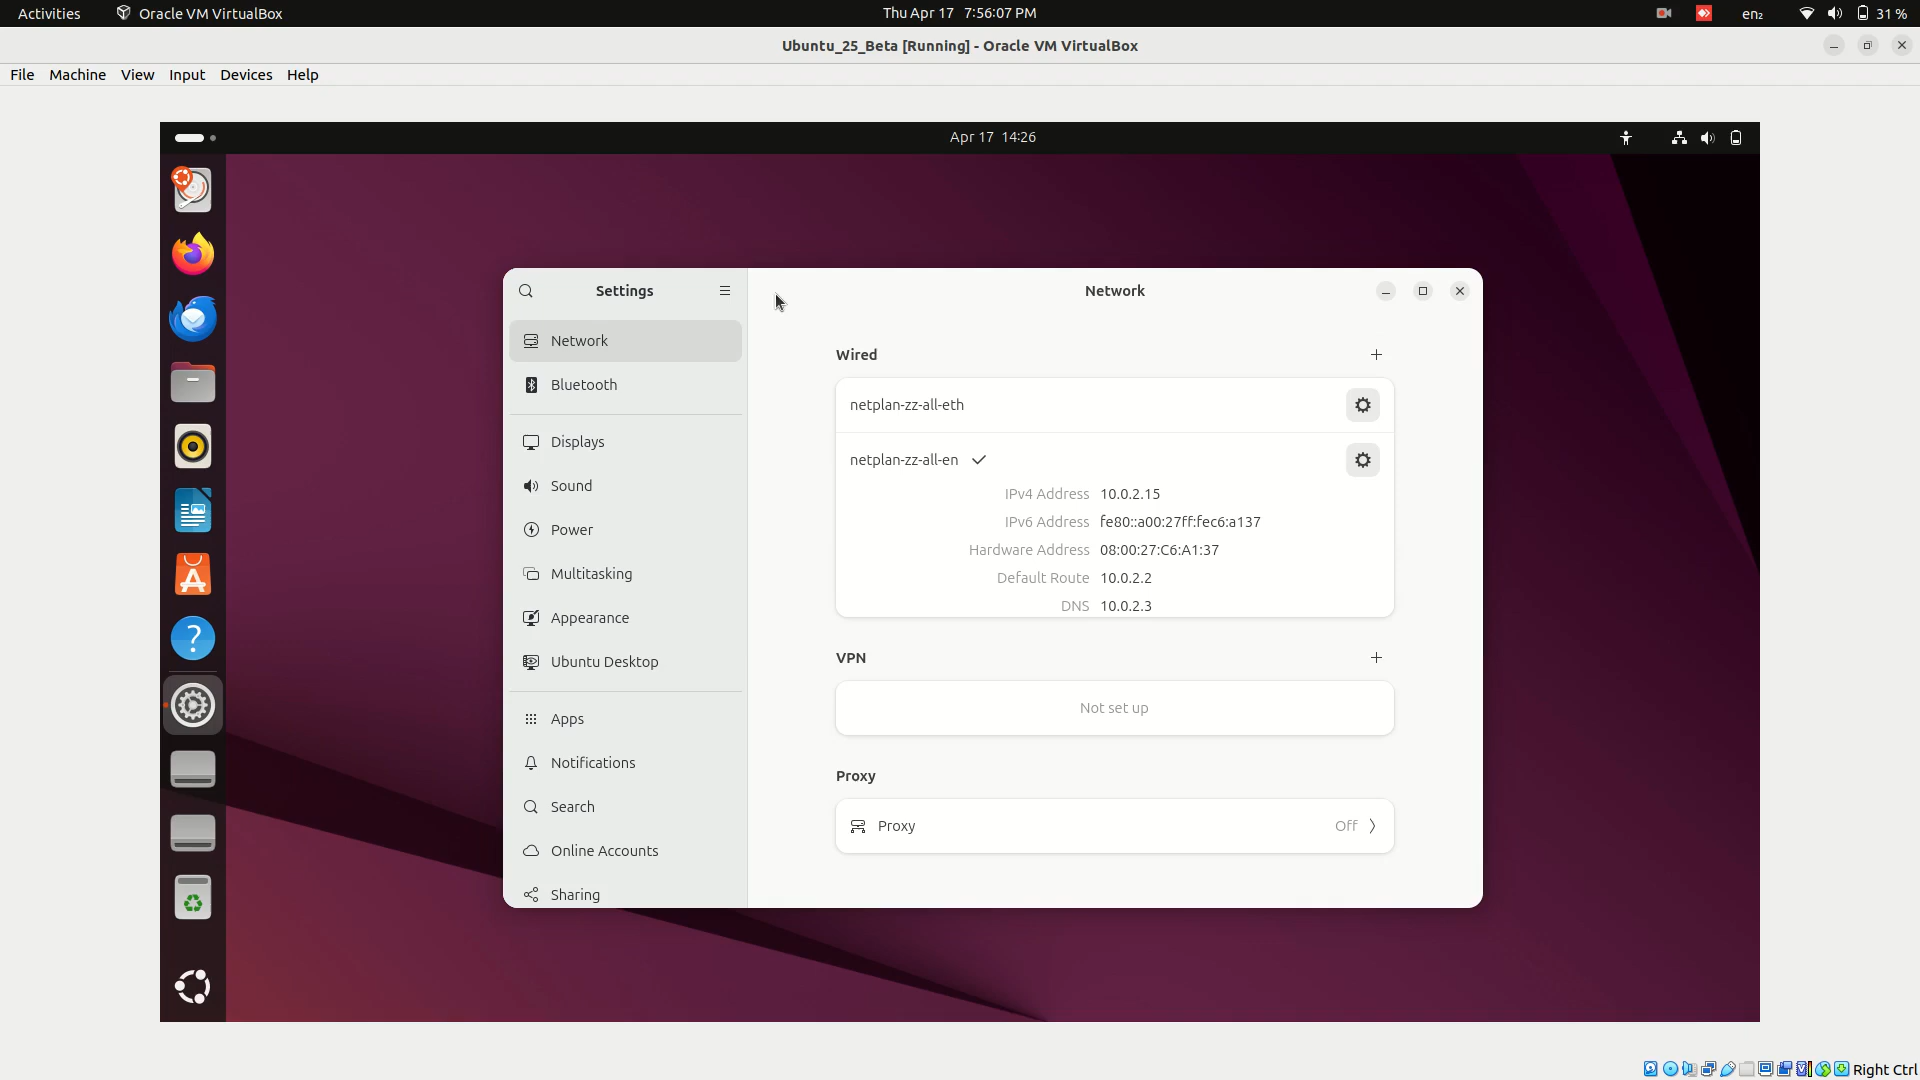 Activities Oracle VM VirtualBox Thu Apr 17 7:56:07 PM en₂ 31 %
Ubuntu_25_Beta [Running] - Oracle VM VirtualBox
File Machine View Input Devices Help
Apr 17 14:26
Settings
Network
Network
Bluetooth
Displays
Sound
Power
Multitasking
Appearance
Ubuntu Desktop
Apps
Notifications
Search
Online Accounts
Sharing
Wired
netplan-zz-all-eth
netplan-zz-all-en
IPv4 Address 10.0.2.15
IPv6 Address fe80::a00:27ff:fec6:a137
Hardware Address 08:00:27:C6:A1:37
Default Route 10.0.2.2
DNS 10.0.2.3
VPN
Not set up
Proxy
Proxy Off
Right Ctrl